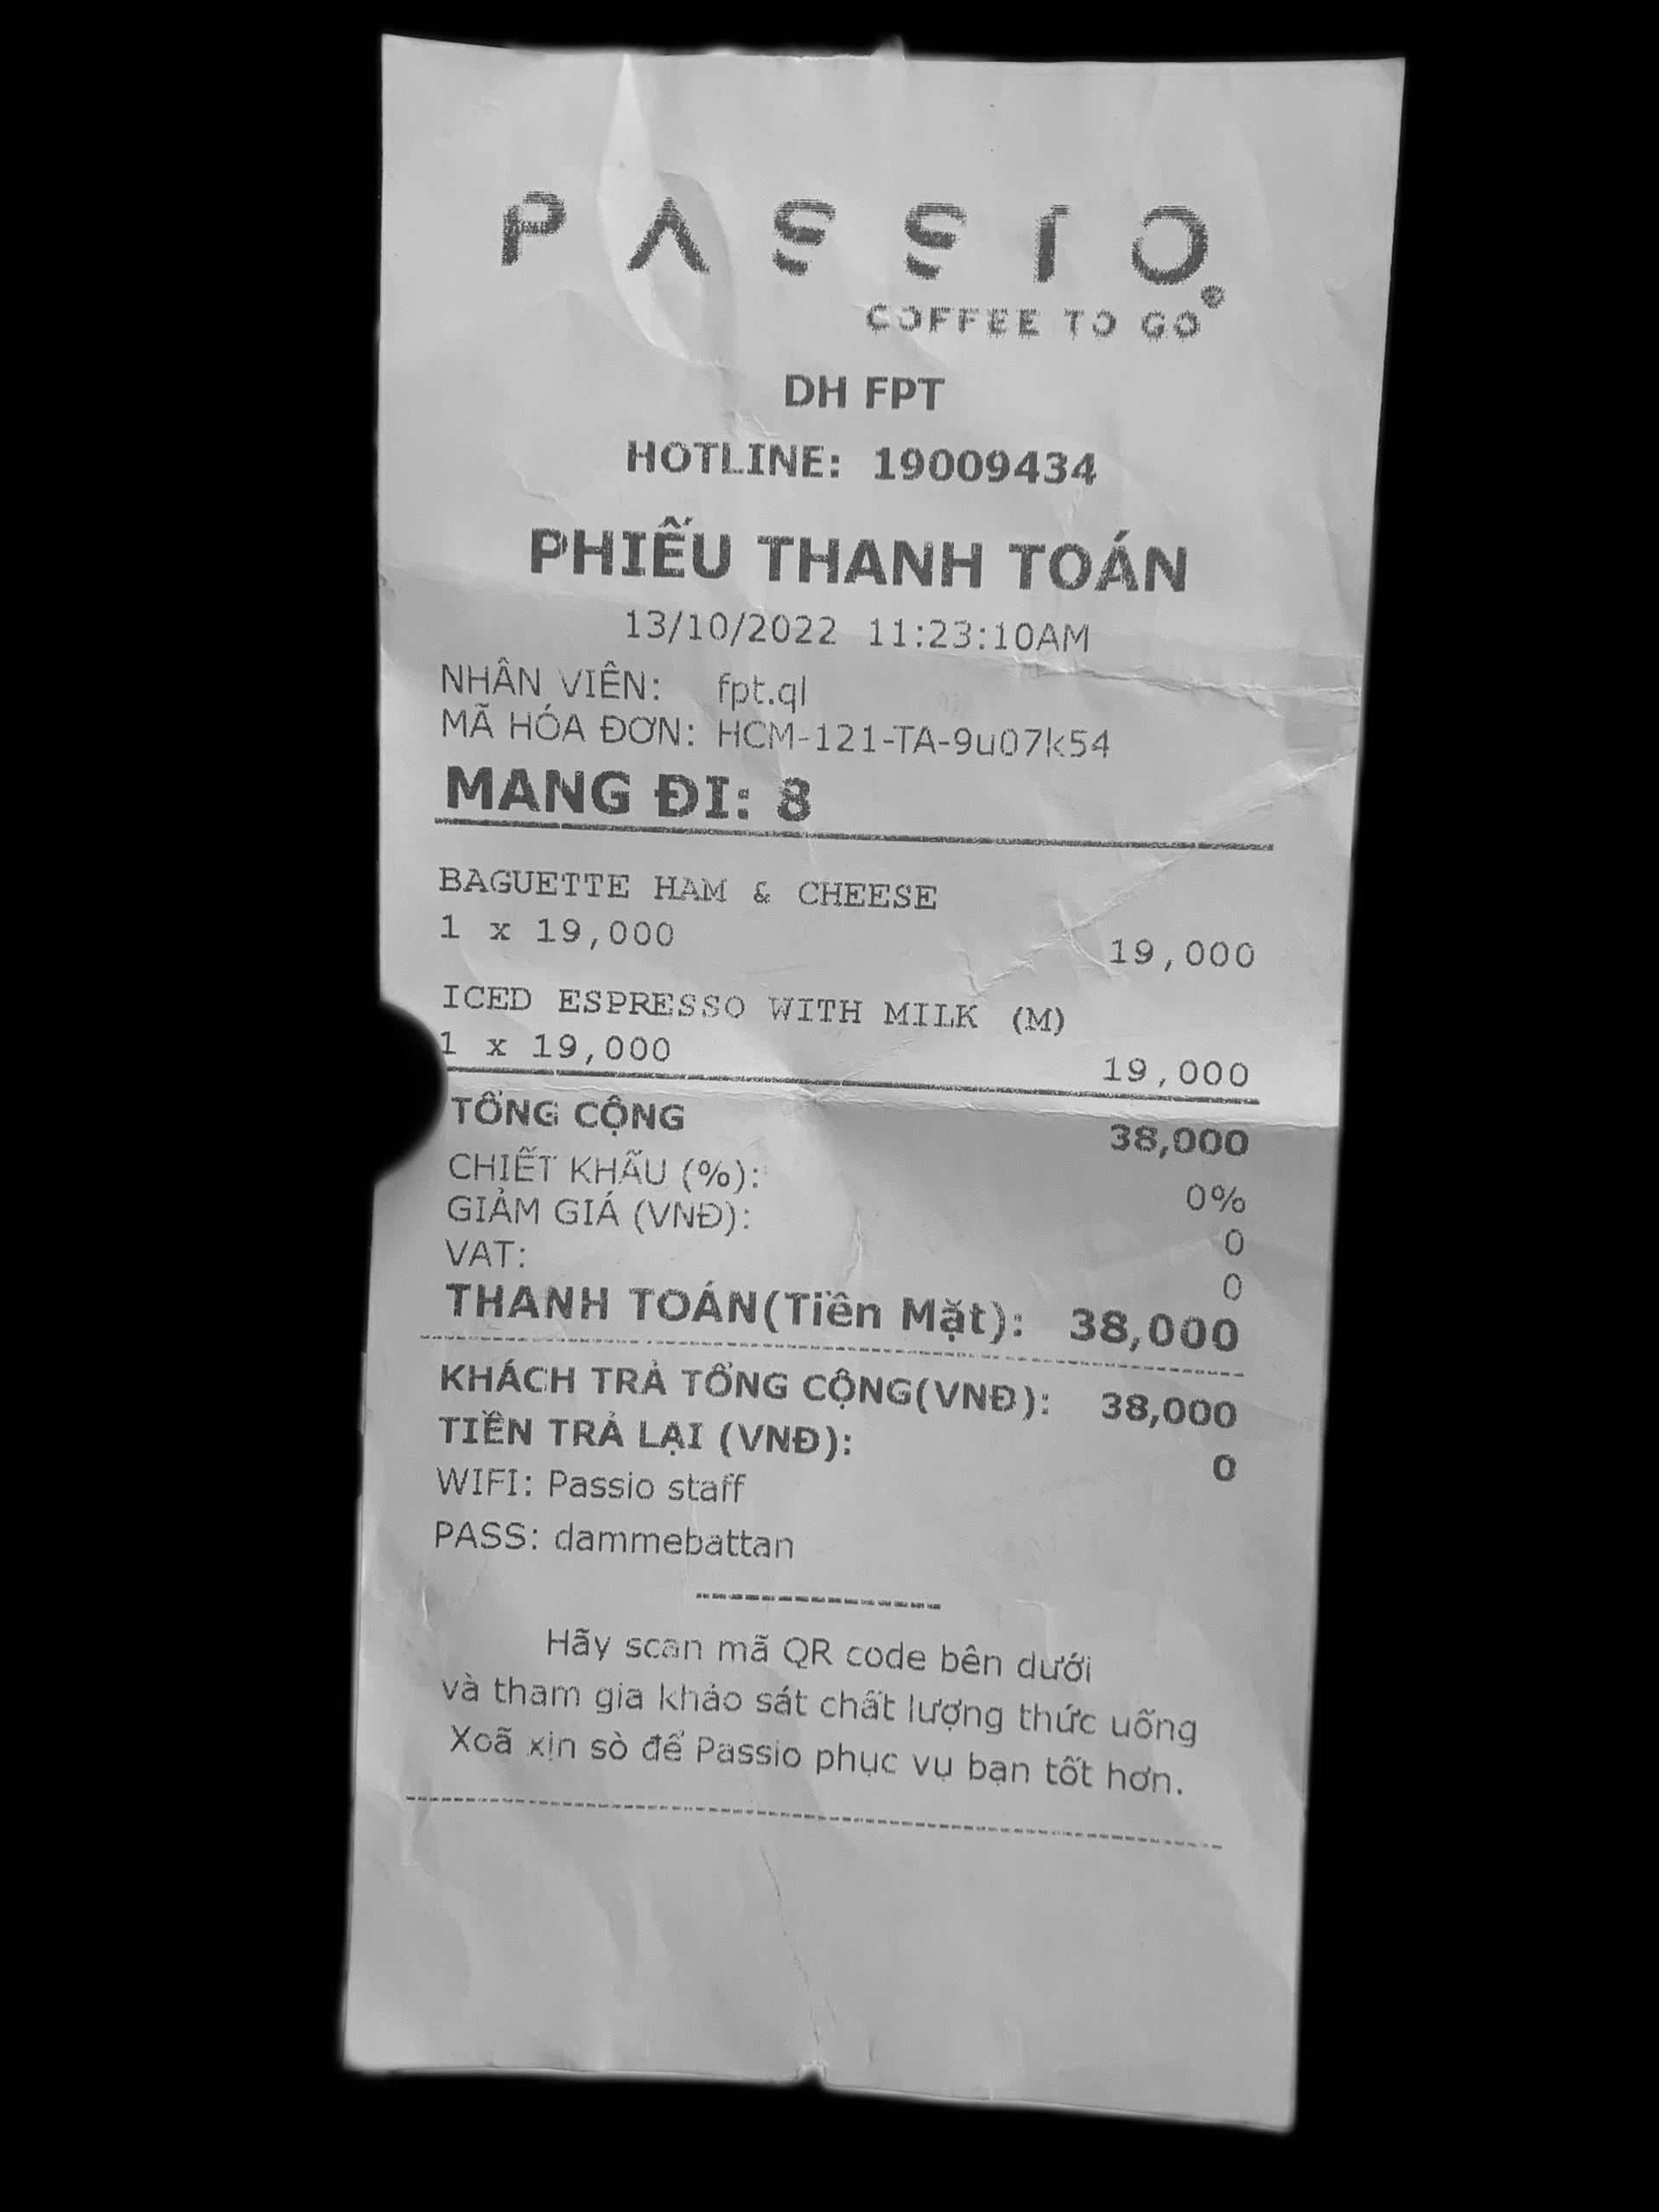 PASSIO
COFFEE TO GO
DH FPT
HOTLINE: 19009434
PHIẾU THANH TOÁN
13/10/2022 11:23:10AM
NHÂN VIÊN: fpt.ql
MÃ HÓA ĐƠN: HCM-121-TA-9u07k54
MANG ĐI: 8
BAGUETTE HAM & CHEESE
1 x 19,000 19,000
ICED ESPRESSO WITH MILK (M)
1 x 19,000 19,000
TỔNG CỘNG 38,000
CHIẾT KHẤU (%): 0%
GIẢM GIÁ (VNĐ): 0
VAT: 0
THANH TOÁN(Tiền Mặt): 38,000
KHÁCH TRẢ TỔNG CỘNG(VNĐ): 38,000
TIỀN TRẢ LẠI (VNĐ): 0
WIFI: Passio staff
PASS: dammebattan
Hãy scan mã QR code bên dưới
và tham gia khảo sát chất lượng thức uống
Xoã xịn sò để Passio phục vụ bạn tốt hơn.